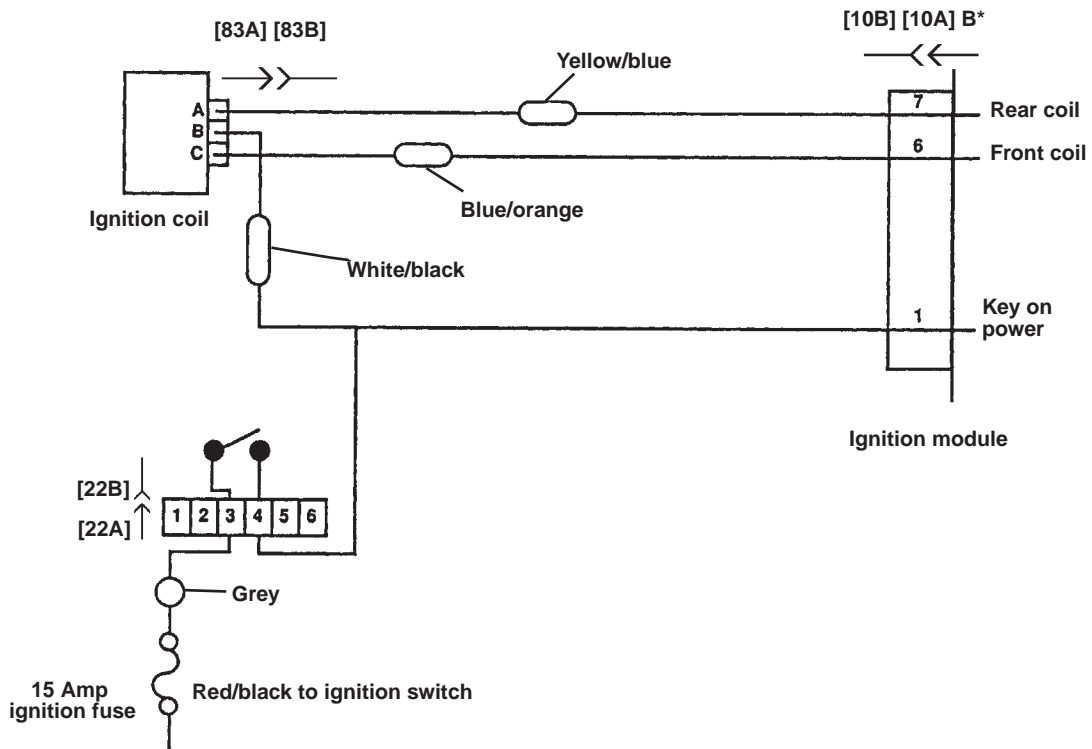 [83A] [83B]
[10B] [10A] B*
Yellow/blue
A
B
C
7
Rear coil
6
Front coil
Ignition coil
Blue/orange
White/black
1
Key on
power
Ignition module
[22B]
[22A]
1 2 3 4 5 6
Grey
15 Amp
ignition fuse
Red/black to ignition switch